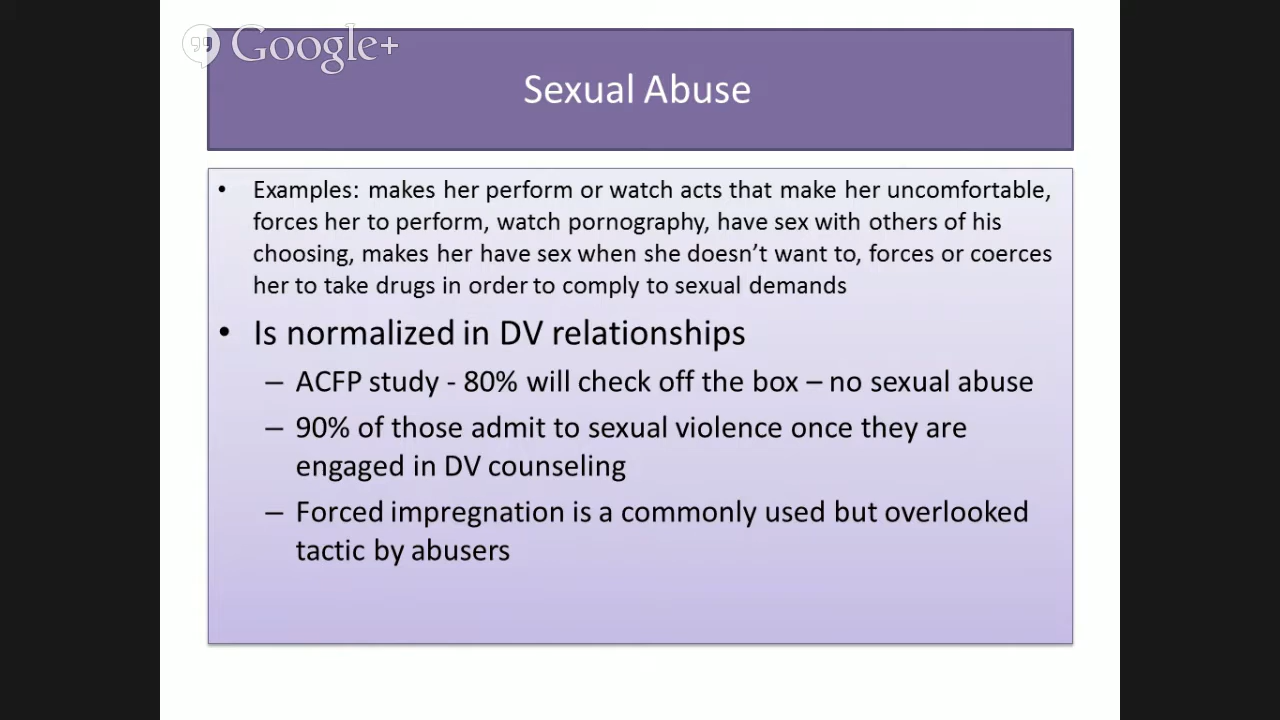 Google+
Sexual Abuse
• Examples: makes her perform or watch acts that make her uncomfortable,
forces her to perform, watch pornography, have sex with others of his
choosing, makes her have sex when she doesn’t want to, forces or coerces
her to take drugs in order to comply to sexual demands
• Is normalized in DV relationships
– ACFP study - 80% will check off the box – no sexual abuse
– 90% of those admit to sexual violence once they are
engaged in DV counseling
– Forced impregnation is a commonly used but overlooked
tactic by abusers